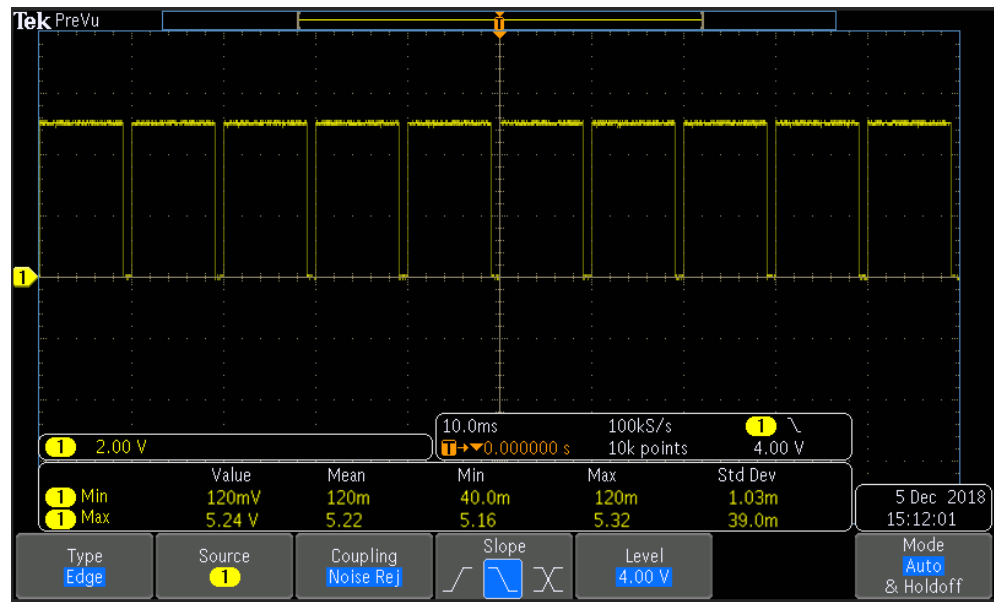 Tek PreVu
T
1
1 2.00 V
10.0ms 100kS/s 1
T→▼0.000000 s 10k points 4.00 V
Value Mean Min Max Std Dev
1 Min 120mV 120m 40.0m 120m 1.03m
1 Max 5.24 V 5.22 5.16 5.32 39.0m
5 Dec 2018
15:12:01
Type
Edge
Source
1
Coupling
Noise Rej
Slope
Level
4.00 V
Mode
Auto
& Holdoff